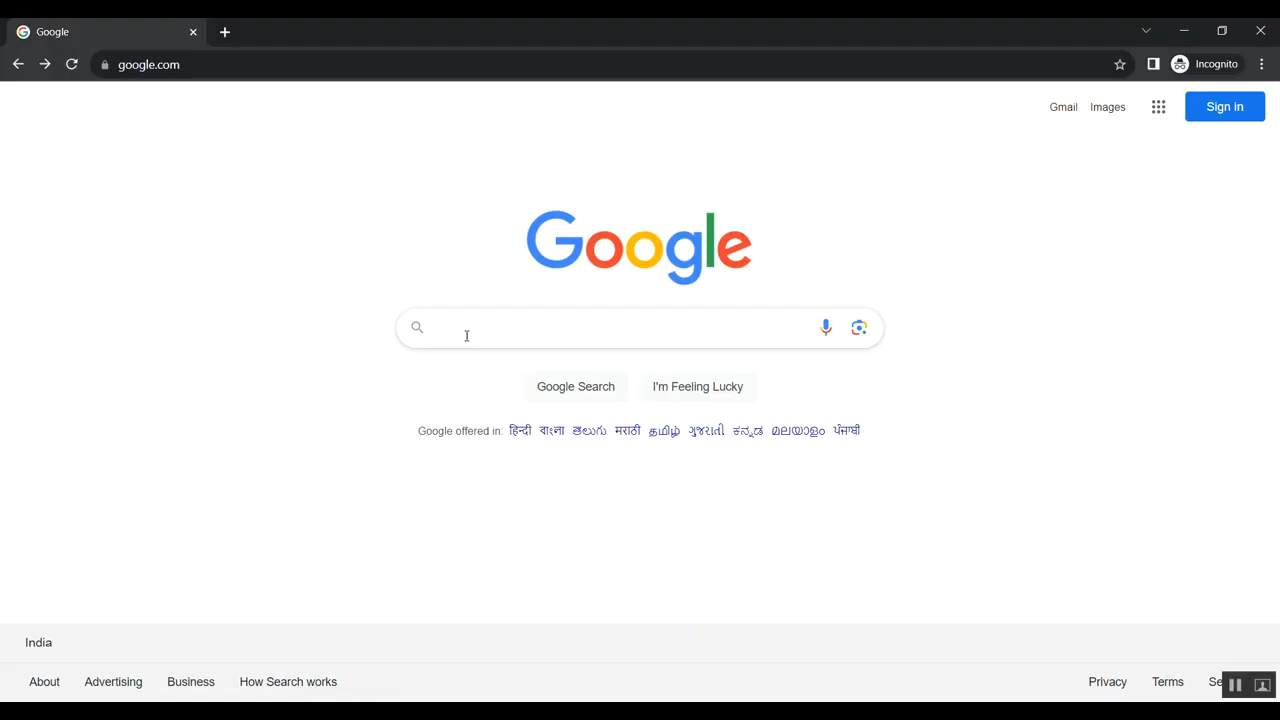 Google
google.com
Incognito
Gmail Images Sign in
Google
Google Search I'm Feeling Lucky
Google offered in: हिन्दी বাংলা తెలుగు मराठी தமிழ் ગુજરાતી ಕನ್ನಡ മലയാളം ਪੰਜਾਬੀ
India
About Advertising Business How Search works Privacy Terms